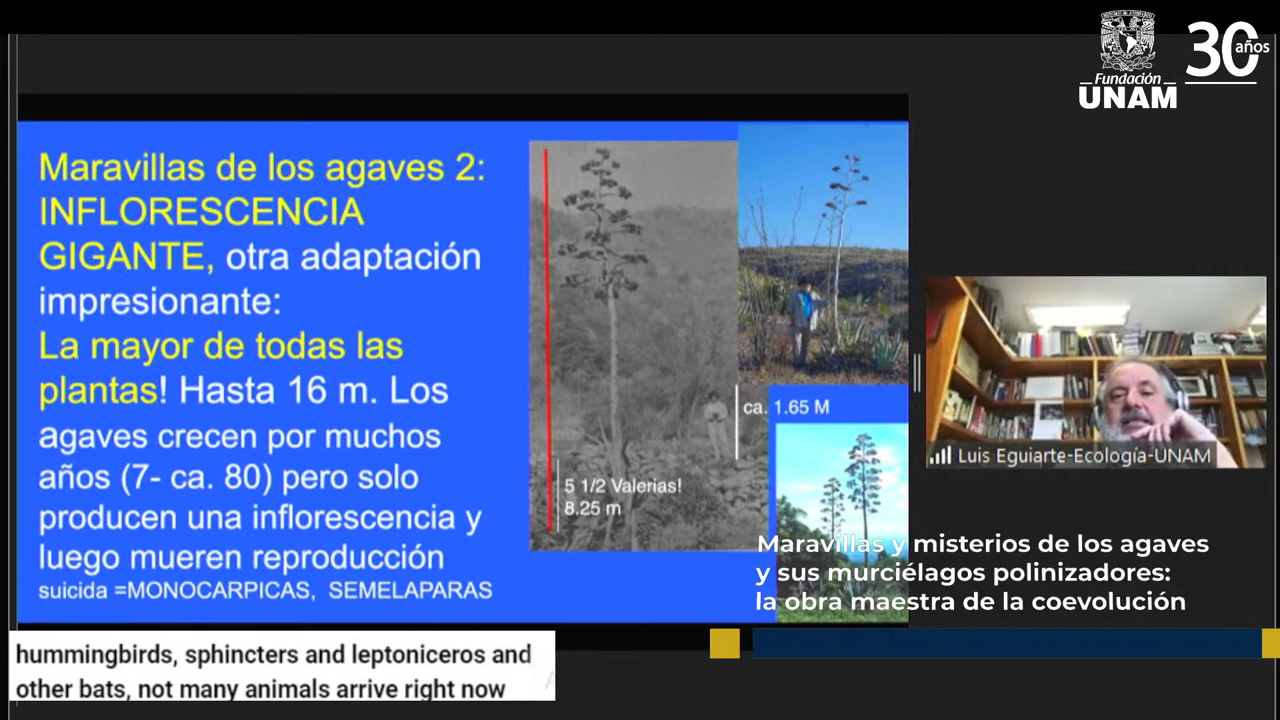 Fundación
UNAM
30
años
Maravillas de los agaves 2:
INFLORESCENCIA
GIGANTE, otra adaptación
impresionante:
La mayor de todas las
plantas! Hasta 16 m. Los
agaves crecen por muchos
años (7- ca. 80) pero solo
producen una inflorescencia y
luego mueren reproducción
suicida =MONOCARPICAS, SEMELAPARAS
ca. 1.65 M
5 1/2 Valerias!
8.25 m
Luis Eguiarte-Ecología-UNAM
Maravillas y misterios de los agaves
y sus murciélagos polinizadores:
la obra maestra de la coevolución
hummingbirds, sphincters and leptoniceros and
other bats, not many animals arrive right now